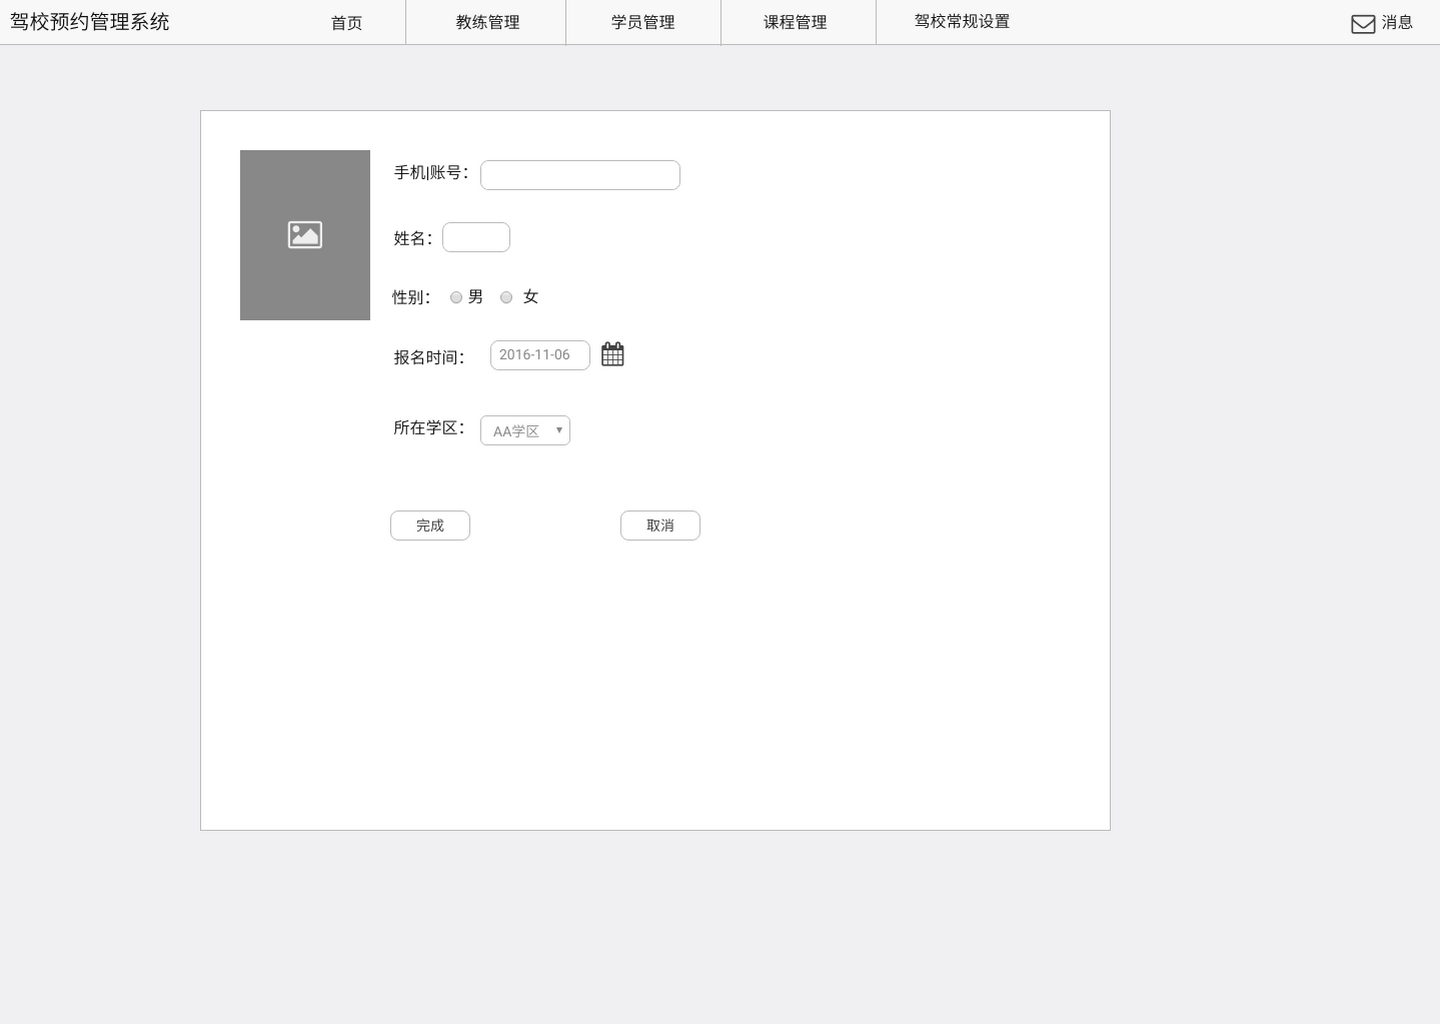 驾校预约管理系统 首页 教练管理 学员管理 课程管理 驾校常规设置 消息
手机|账号：
姓名：
性别： 男 女
报名时间： 2016-11-06
所在学区： AA学区
完成 取消